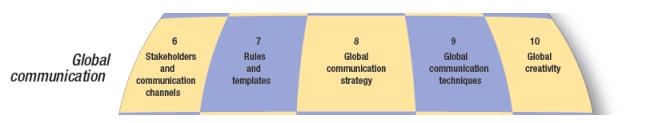 Global
communication
6
Stakeholders
and
communication
channels
7
Rules
and
templates
8
Global
communication
strategy
9
Global
communication
techniques
10
Global
creativity